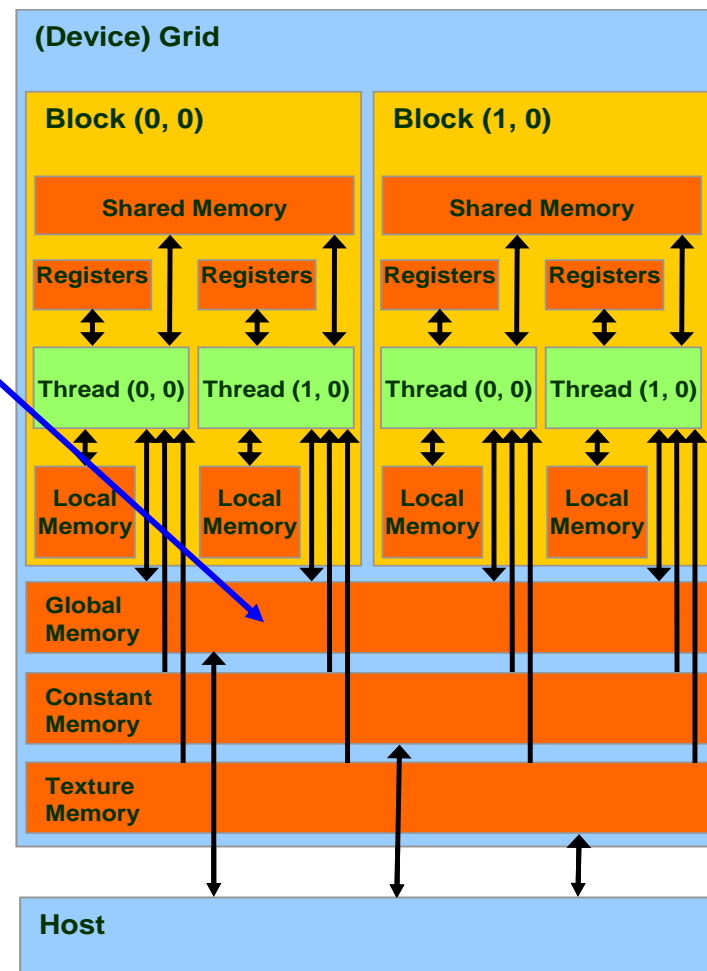 (Device) Grid
Block (0, 0)
Block (1, 0)
Shared Memory
Shared Memory
Registers
Registers
Registers
Registers
Thread (0, 0)
Thread (1, 0)
Thread (0, 0)
Thread (1, 0)
Local
Memory
Local
Memory
Local
Memory
Local
Memory
Global
Memory
Constant
Memory
Texture
Memory
Host